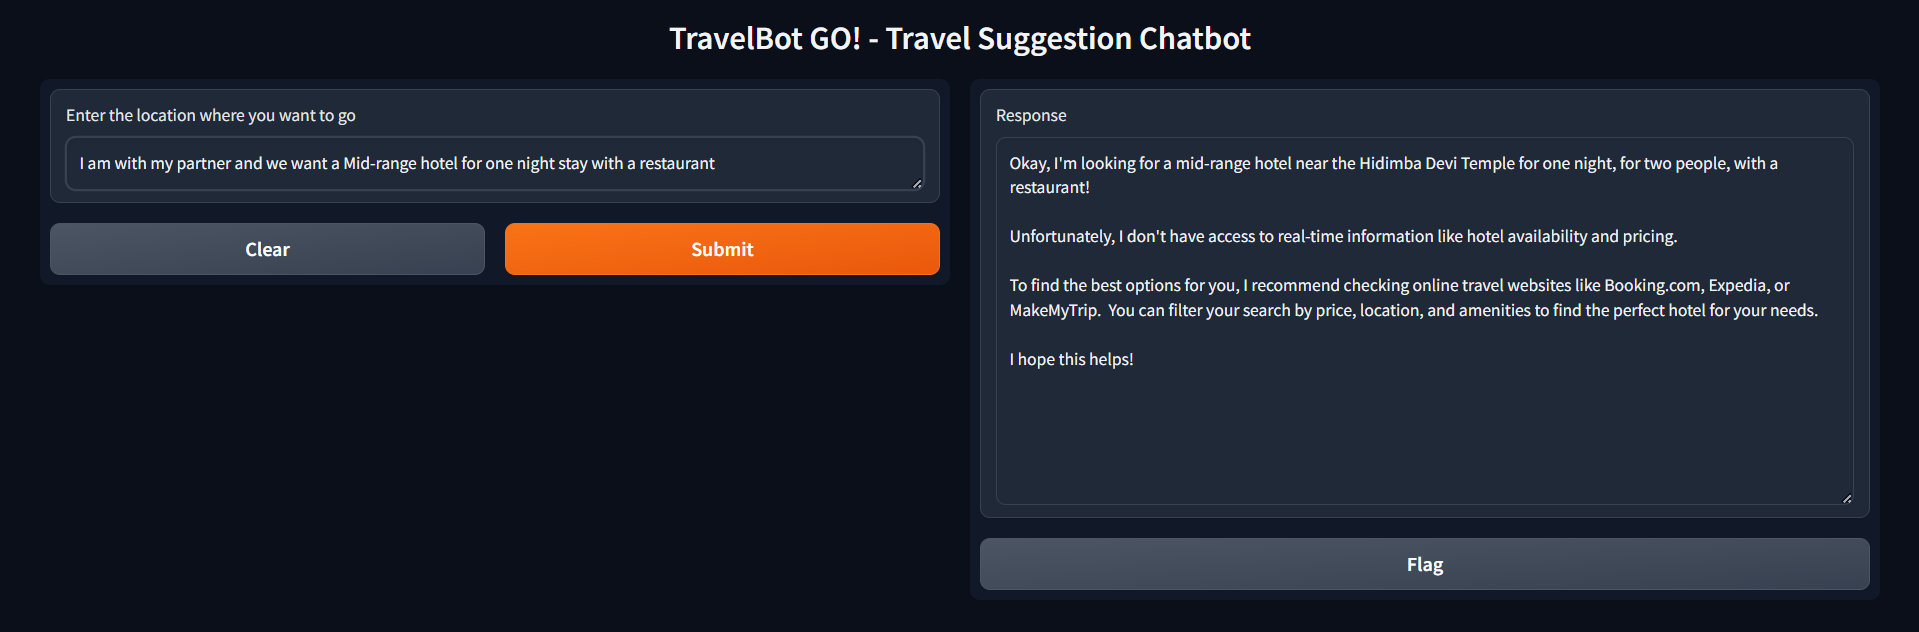 TravelBot GO! - Travel Suggestion Chatbot
Enter the location where you want to go
I am with my partner and we want a Mid-range hotel for one night stay with a restaurant
Clear
Submit
Response
Okay, I'm looking for a mid-range hotel near the Hidimba Devi Temple for one night, for two people, with a
restaurant!
Unfortunately, I don't have access to real-time information like hotel availability and pricing.
To find the best options for you, I recommend checking online travel websites like Booking.com, Expedia, or
MakeMyTrip.  You can filter your search by price, location, and amenities to find the perfect hotel for your needs.
I hope this helps!
Flag